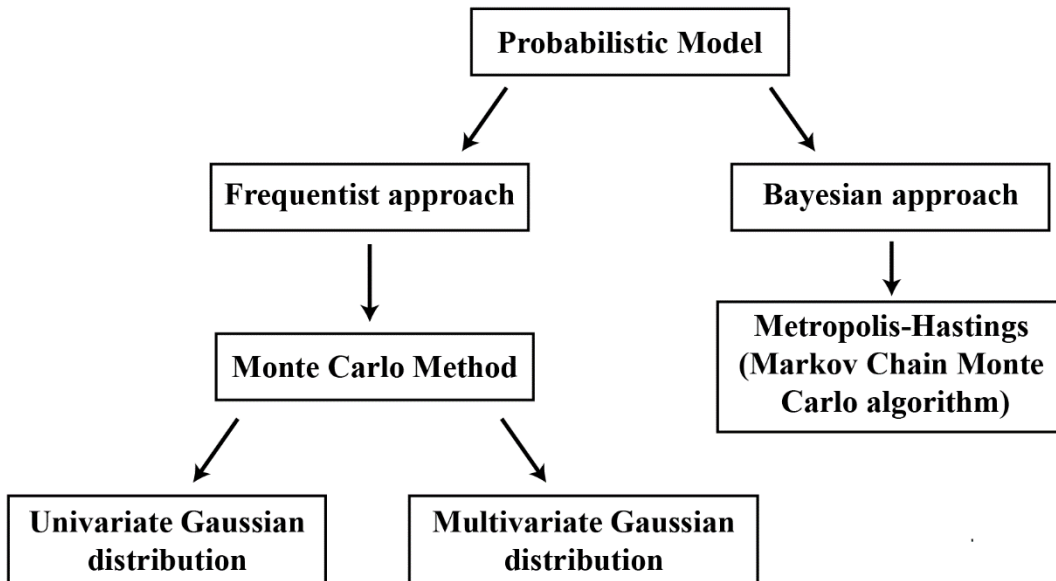 Probabilistic Model
Frequentist approach
Bayesian approach
Monte Carlo Method
Metropolis-Hastings
(Markov Chain Monte
Carlo algorithm)
Univariate Gaussian
distribution
Multivariate Gaussian
distribution